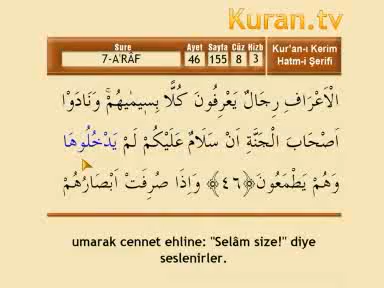 Kuran.tv
Sure Ayet Sayfa Cüz Hizb
7-A'RÂF 46 155 8 3
Kur'an-ı Kerim
Hatm-i Şerifi
الْاَعْرَافِ رِجَالٌ يَعْرِفُونَ كُلًّا بِسِيمٰيهُمْۚ وَنَادَوْا
اَصْحَابَ الْجَنَّةِ اَنْ سَلَامٌ عَلَيْكُمْ لَمْ يَدْخُلُوهَا
وَهُمْ يَطْمَعُونَ ﴿٤٦﴾ وَاِذَا صُرِفَتْ اَبْصَارُهُمْ
umarak cennet ehline: "Selâm size!" diye
seslenirler.